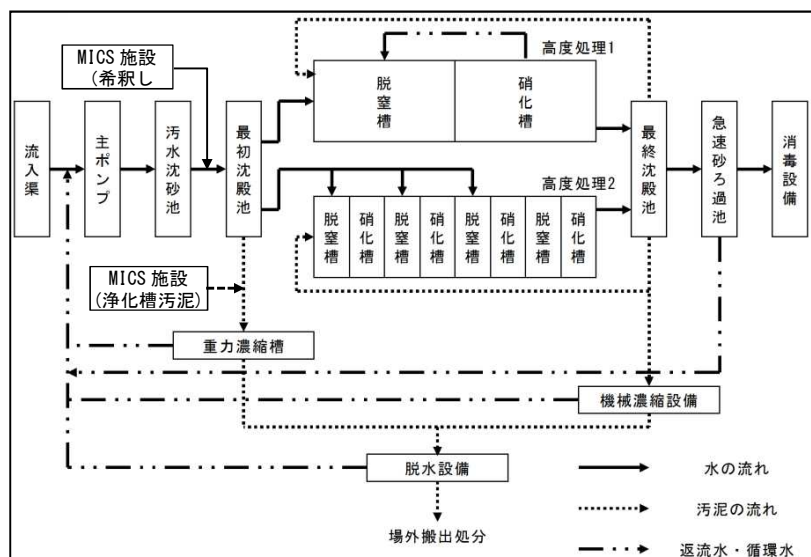 MICS 施設
(希釈し
高度処理1
脱窒槽
硝化槽
流入渠
主ポンプ
汚水沈砂池
最初沈殿池
最終沈殿池
急速砂ろ過池
消毒設備
高度処理2
脱窒槽
硝化槽
脱窒槽
硝化槽
脱窒槽
硝化槽
脱窒槽
硝化槽
MICS 施設
(浄化槽汚泥)
重力濃縮槽
機械濃縮設備
脱水設備
場外搬出処分
水の流れ
汚泥の流れ
返流水・循環水